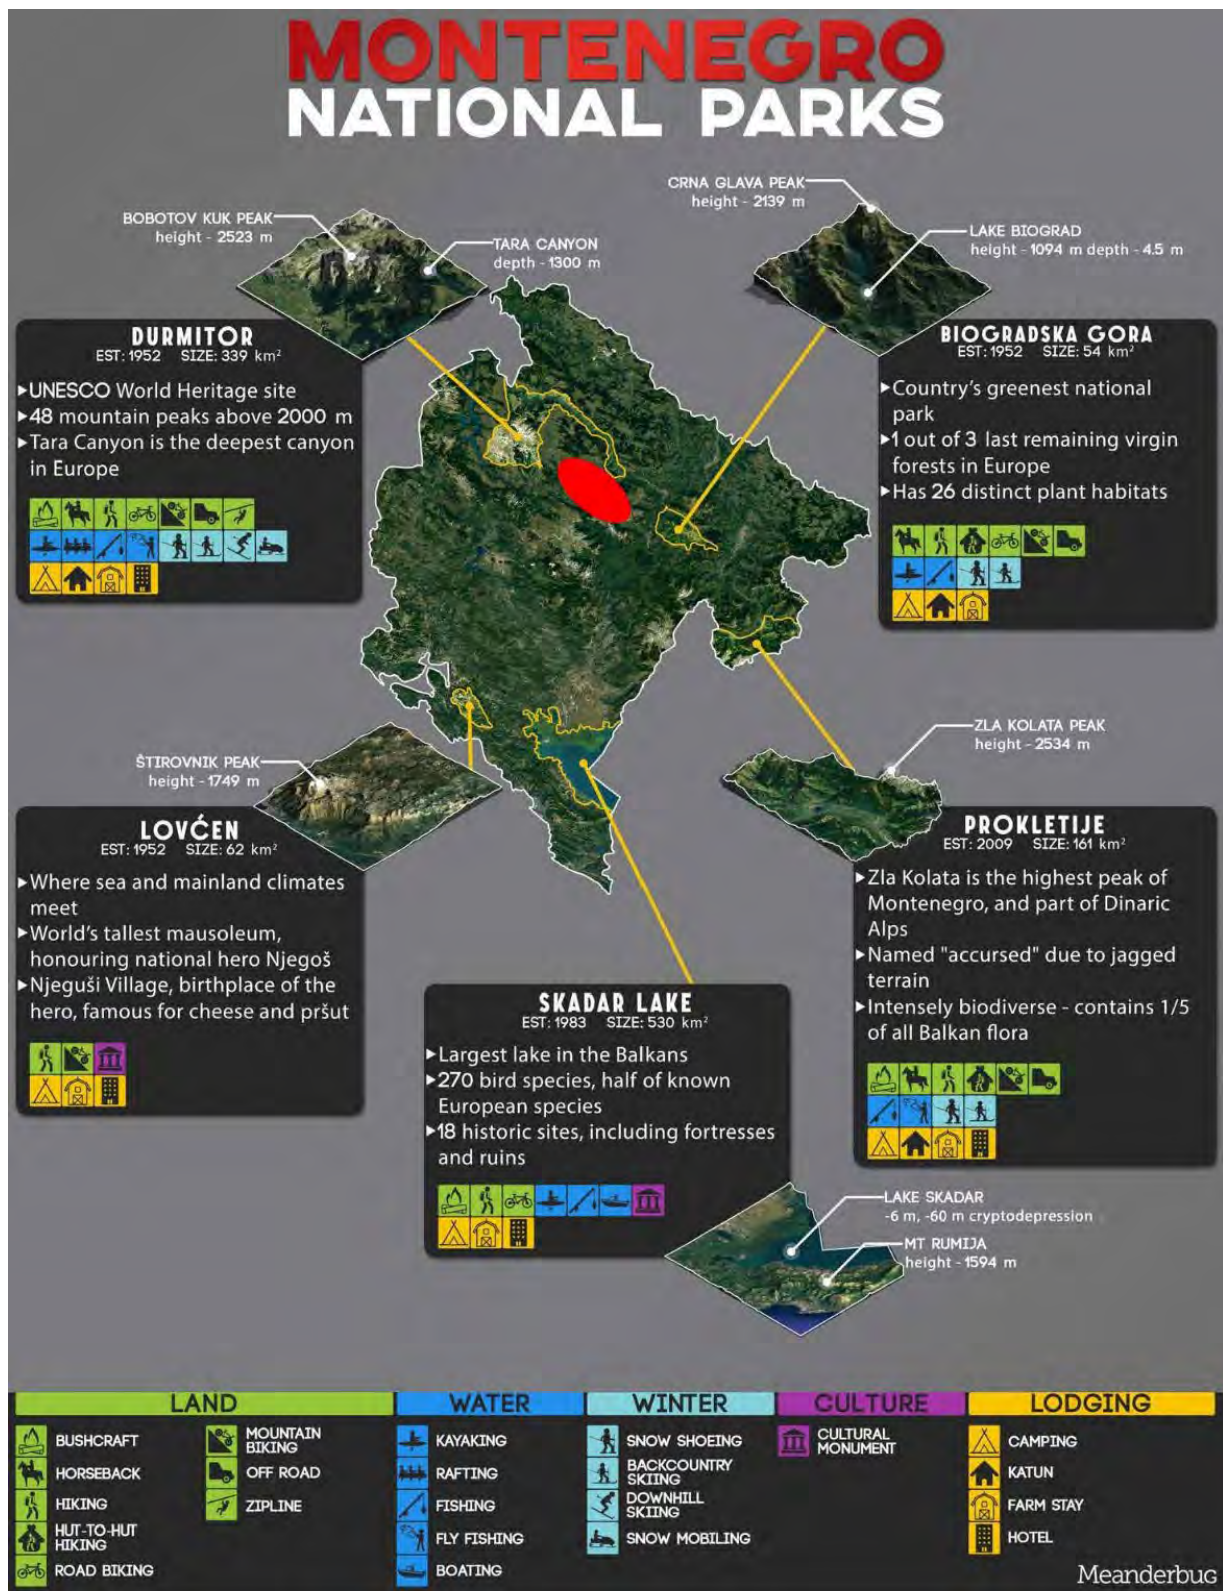 MONTENEGRO
NATIONAL PARKS
BOBOTOV KUK PEAK
height - 2523 m
TARA CANYON
depth - 1300 m
CRNA GLAVA PEAK
height - 2139 m
LAKE BIOGRAD
height - 1094 m depth - 4.5 m
DURMITOR
EST: 1952 SIZE: 339 km²
▶UNESCO World Heritage site
▶48 mountain peaks above 2000 m
▶Tara Canyon is the deepest canyon
in Europe
BIOGRADSKA GORA
EST: 1952 SIZE: 54 km²
▶Country's greenest national
park
▶1 out of 3 last remaining virgin
forests in Europe
▶Has 26 distinct plant habitats
ŠTIROVNIK PEAK
height - 1749 m
ZLA KOLATA PEAK
height - 2534 m
LOVĆEN
EST: 1952 SIZE: 62 km²
▶Where sea and mainland climates
meet
▶World's tallest mausoleum,
honouring national hero Njegoš
▶Njeguši Village, birthplace of the
hero, famous for cheese and pršut
PROKLETIJE
EST: 2009 SIZE: 161 km²
▶Zla Kolata is the highest peak of
Montenegro, and part of Dinaric
Alps
▶Named "accursed" due to jagged
terrain
▶Intensely biodiverse - contains 1/5
of all Balkan flora
SKADAR LAKE
EST: 1983 SIZE: 530 km²
▶Largest lake in the Balkans
▶270 bird species, half of known
European species
▶18 historic sites, including fortresses
and ruins
LAKE SKADAR
-6 m, -60 m cryptodepression
MT RUMIJA
height - 1594 m
LAND
BUSHCRAFT
HORSEBACK
HIKING
HUT-TO-HUT
HIKING
ROAD BIKING
MOUNTAIN
BIKING
OFF ROAD
ZIPLINE
WATER
KAYAKING
RAFTING
FISHING
FLY FISHING
BOATING
WINTER
SNOW SHOEING
BACKCOUNTRY
SKIING
DOWNHILL
SKIING
SNOW MOBILING
CULTURE
CULTURAL
MONUMENT
LODGING
CAMPING
KATUN
FARM STAY
HOTEL
Meanderbug